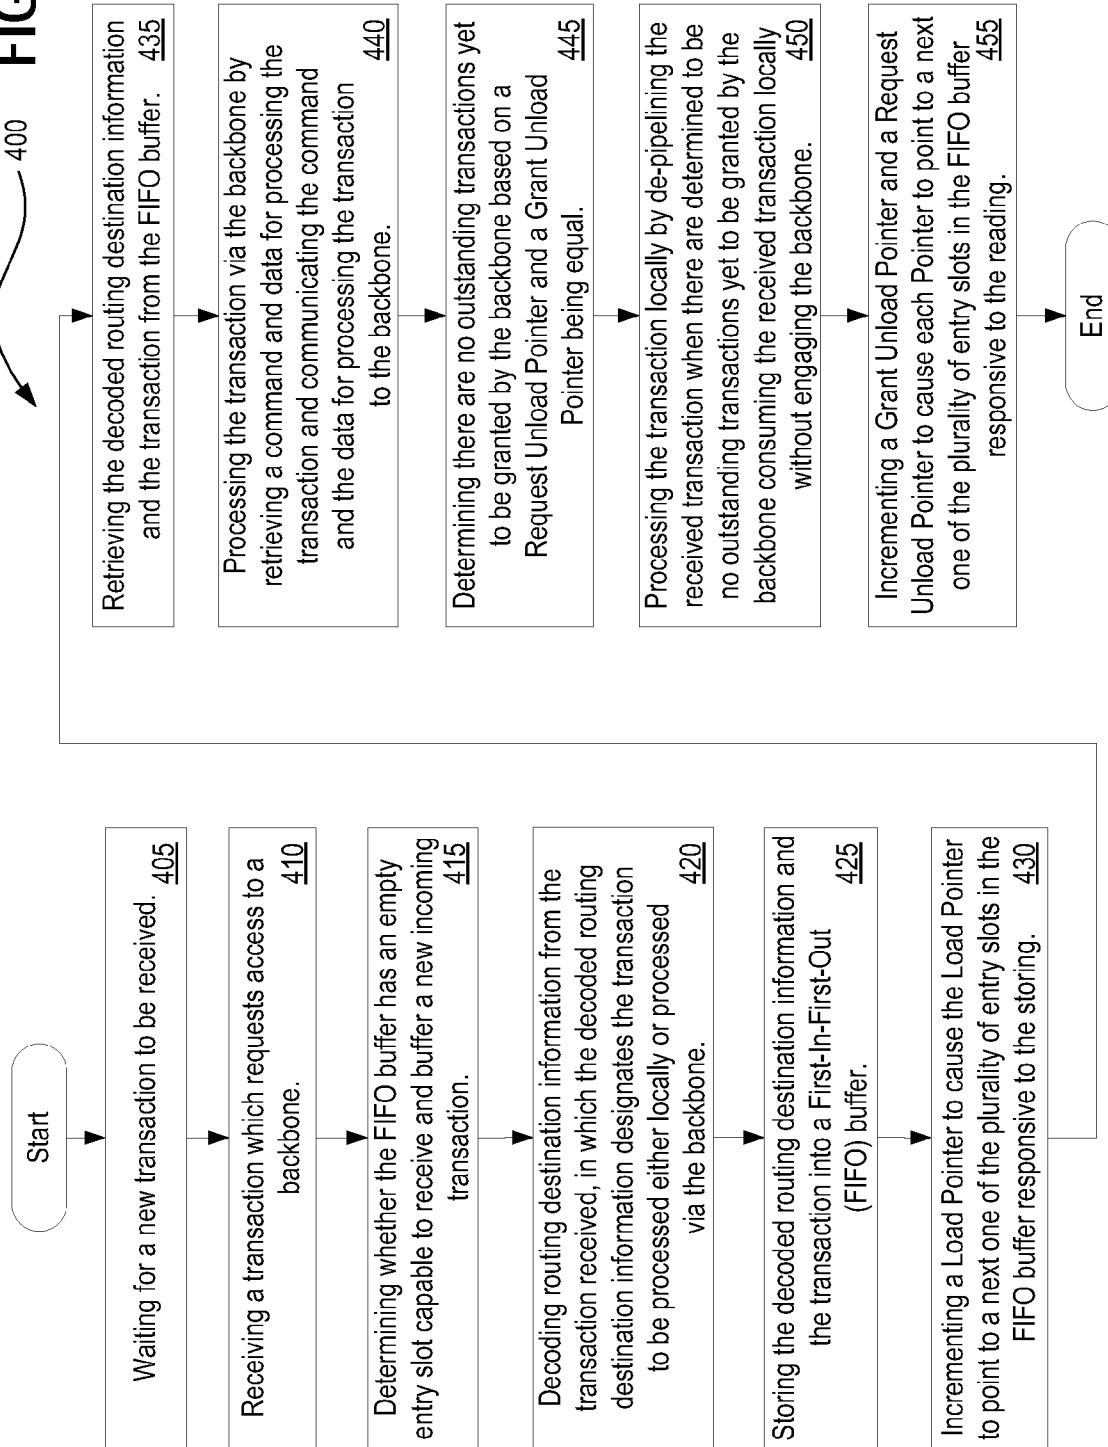 FIG
400
Start
Waiting for a new transaction to be received.
405
Receiving a transaction which requests access to a
backbone.
410
Determining whether the FIFO buffer has an empty
entry slot capable to receive and buffer a new incoming
transaction.
415
Decoding routing destination information from the
transaction received, in which the decoded routing
destination information designates the transaction
to be processed either locally or processed
via the backbone.
420
Storing the decoded routing destination information and
the transaction into a First-In-First-Out
(FIFO) buffer.
425
Incrementing a Load Pointer to cause the Load Pointer
to point to a next one of the plurality of entry slots in the
FIFO buffer responsive to the storing.
430
Retrieving the decoded routing destination information
and the transaction from the FIFO buffer.
435
Processing the transaction via the backbone by
retrieving a command and data for processing the
transaction and communicating the command
and the data for processing the transaction
to the backbone.
440
Determining there are no outstanding transactions yet
to be granted by the backbone based on a
Request Unload Pointer and a Grant Unload
Pointer being equal.
445
Processing the transaction locally by de-pipelining the
received transaction when there are determined to be
no outstanding transactions yet to be granted by the
backbone consuming the received transaction locally
without engaging the backbone.
450
Incrementing a Grant Unload Pointer and a Request
Unload Pointer to cause each Pointer to point to a next
one of the plurality of entry slots in the FIFO buffer
responsive to the reading.
455
End